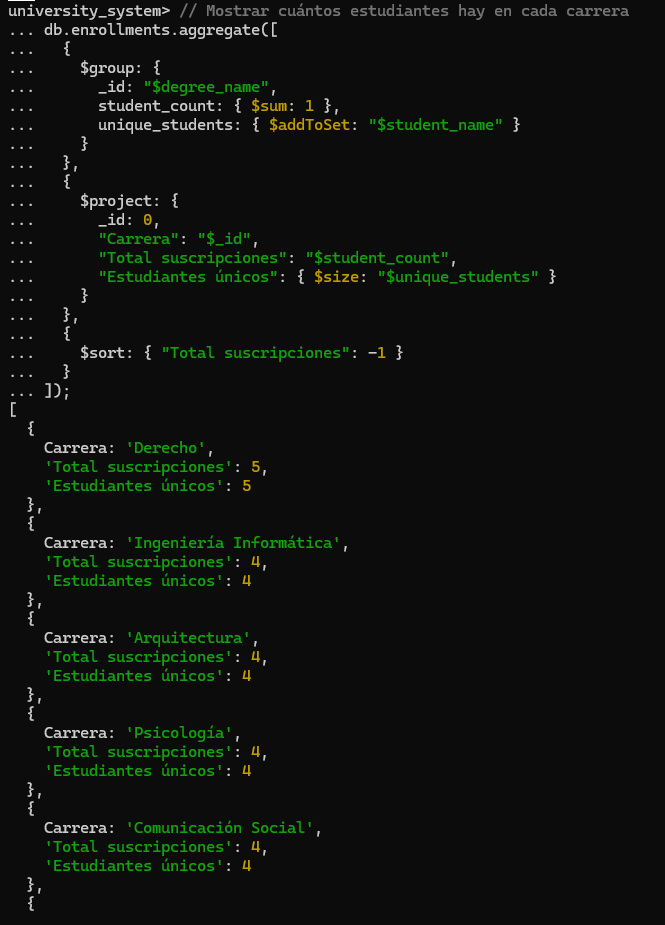 university_system> // Mostrar cuántos estudiantes hay en cada carrera
... db.enrollments.aggregate([
...   {
...     $group: {
...       _id: "$degree_name",
...       student_count: { $sum: 1 },
...       unique_students: { $addToSet: "$student_name" }
...     }
...   },
...   {
...     $project: {
...       _id: 0,
...       "Carrera": "$_id",
...       "Total suscripciones": "$student_count",
...       "Estudiantes únicos": { $size: "$unique_students" }
...     }
...   },
...   {
...     $sort: { "Total suscripciones": -1 }
...   }
... ]);
[
  {
    Carrera: 'Derecho',
    'Total suscripciones': 5,
    'Estudiantes únicos': 5
  },
  {
    Carrera: 'Ingeniería Informática',
    'Total suscripciones': 4,
    'Estudiantes únicos': 4
  },
  {
    Carrera: 'Arquitectura',
    'Total suscripciones': 4,
    'Estudiantes únicos': 4
  },
  {
    Carrera: 'Psicología',
    'Total suscripciones': 4,
    'Estudiantes únicos': 4
  },
  {
    Carrera: 'Comunicación Social',
    'Total suscripciones': 4,
    'Estudiantes únicos': 4
  },
  {